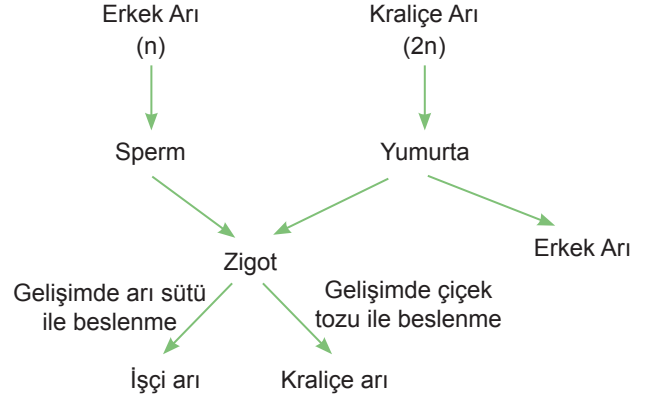 Erkek Arı
(n)
Kraliçe Arı
(2n)
Sperm
Yumurta
Zigot
Erkek Arı
Gelişimde arı sütü
ile beslenme
Gelişimde çiçek
tozu ile beslenme
İşçi arı
Kraliçe arı